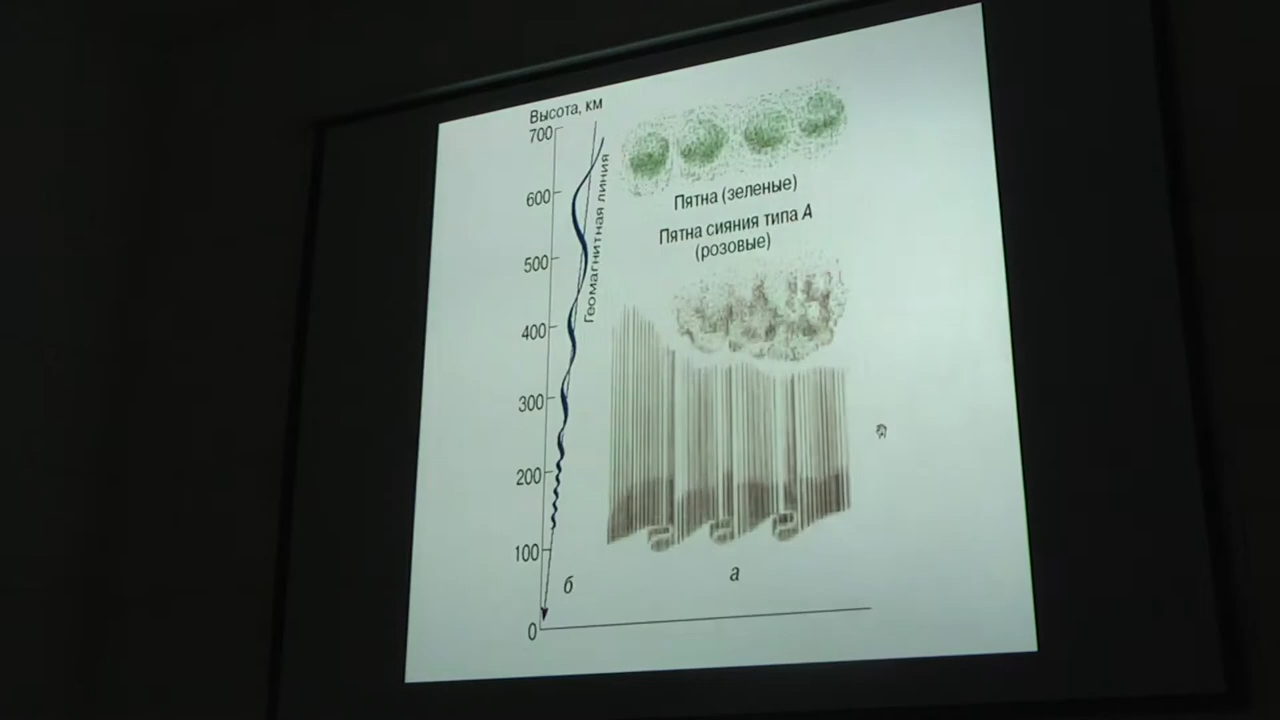 Высота, км
700
600
500
400
300
200
100
0
Геомагнитная линия
Пятна (зеленые)
Пятна сияния типа А
(розовые)
б
а